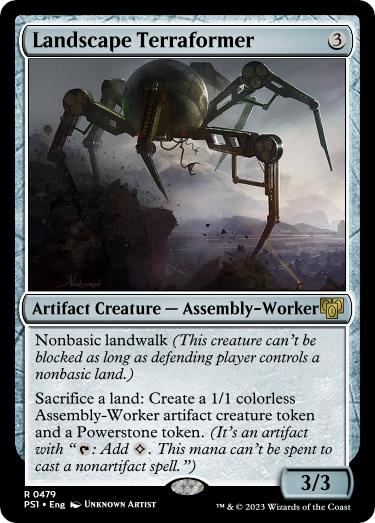 Landscape Terraformer 3
Artifact Creature — Assembly-Worker
Nonbasic landwalk (This creature can't be
blocked as long as defending player controls a
nonbasic land.)
Sacrifice a land: Create a 1/1 colorless
Assembly-Worker artifact creature token
and a Powerstone token. (It's an artifact
with “: Add . This mana can't be spent to
cast a nonartifact spell.”)
3/3
R 0479
PS1 • Eng Unknown Artist
™ & © 2023 Wizards of the Coast